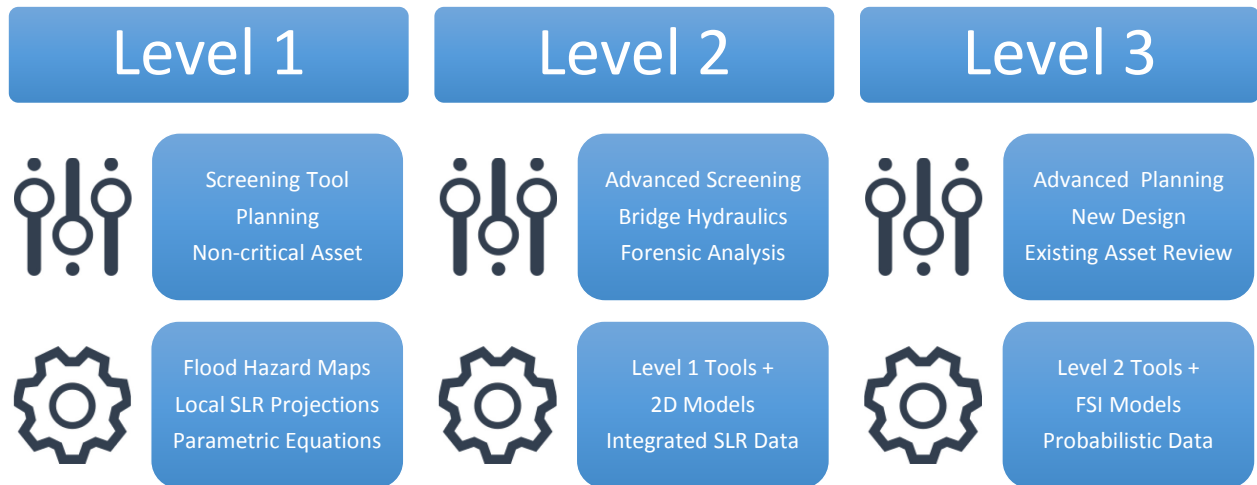 Level 1
Level 2
Level 3
Screening Tool
Planning
Non-critical Asset
Advanced Screening
Bridge Hydraulics
Forensic Analysis
Advanced Planning
New Design
Existing Asset Review
Flood Hazard Maps
Local SLR Projections
Parametric Equations
Level 1 Tools +
2D Models
Integrated SLR Data
Level 2 Tools +
FSI Models
Probabilistic Data